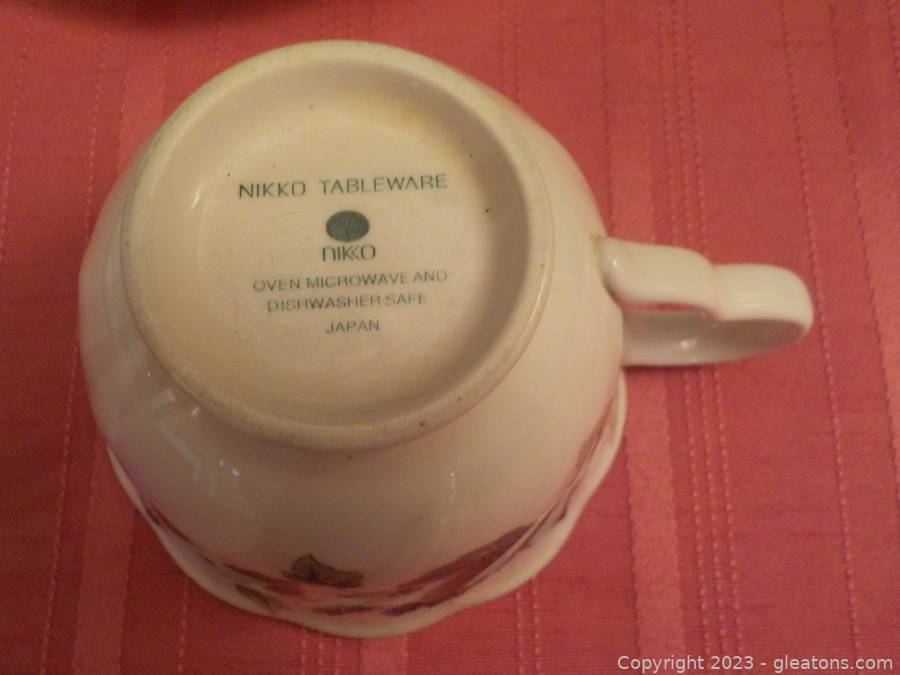 NIKKO TABLEWARE
NIKKO
OVEN MICROWAVE AND
DISHWASHER SAFE
JAPAN
Copyright 2023 - gleatons.com